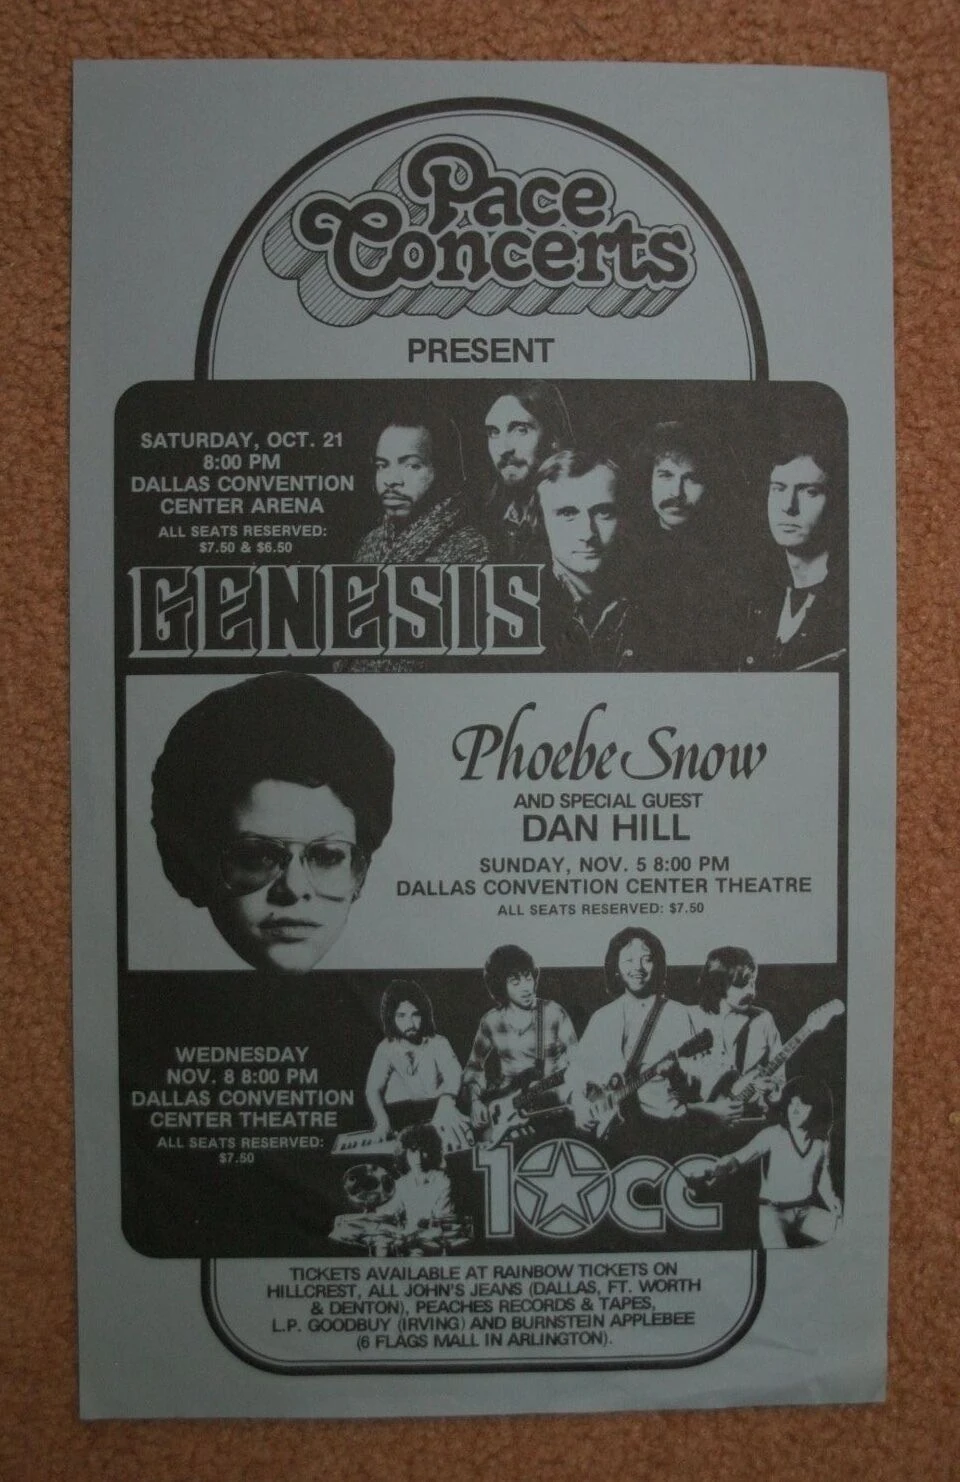 Pace
Concerts
PRESENT
SATURDAY, OCT. 21
8:00 PM
DALLAS CONVENTION
CENTER ARENA
ALL SEATS RESERVED:
$7.50 & $6.50
GENESIS
Phoebe Snow
AND SPECIAL GUEST
DAN HILL
SUNDAY, NOV. 5 8:00 PM
DALLAS CONVENTION CENTER THEATRE
ALL SEATS RESERVED: $7.50
WEDNESDAY
NOV. 8 8:00 PM
DALLAS CONVENTION
CENTER THEATRE
ALL SEATS RESERVED:
$7.50
10cc
TICKETS AVAILABLE AT RAINBOW TICKETS ON
HILLCREST, ALL JOHN'S JEANS (DALLAS, FT. WORTH
& DENTON), PEACHES RECORDS & TAPES,
L.P. GOODBUY (IRVING) AND BURNSTEIN APPLEBEE
(6 FLAGS MALL IN ARLINGTON).